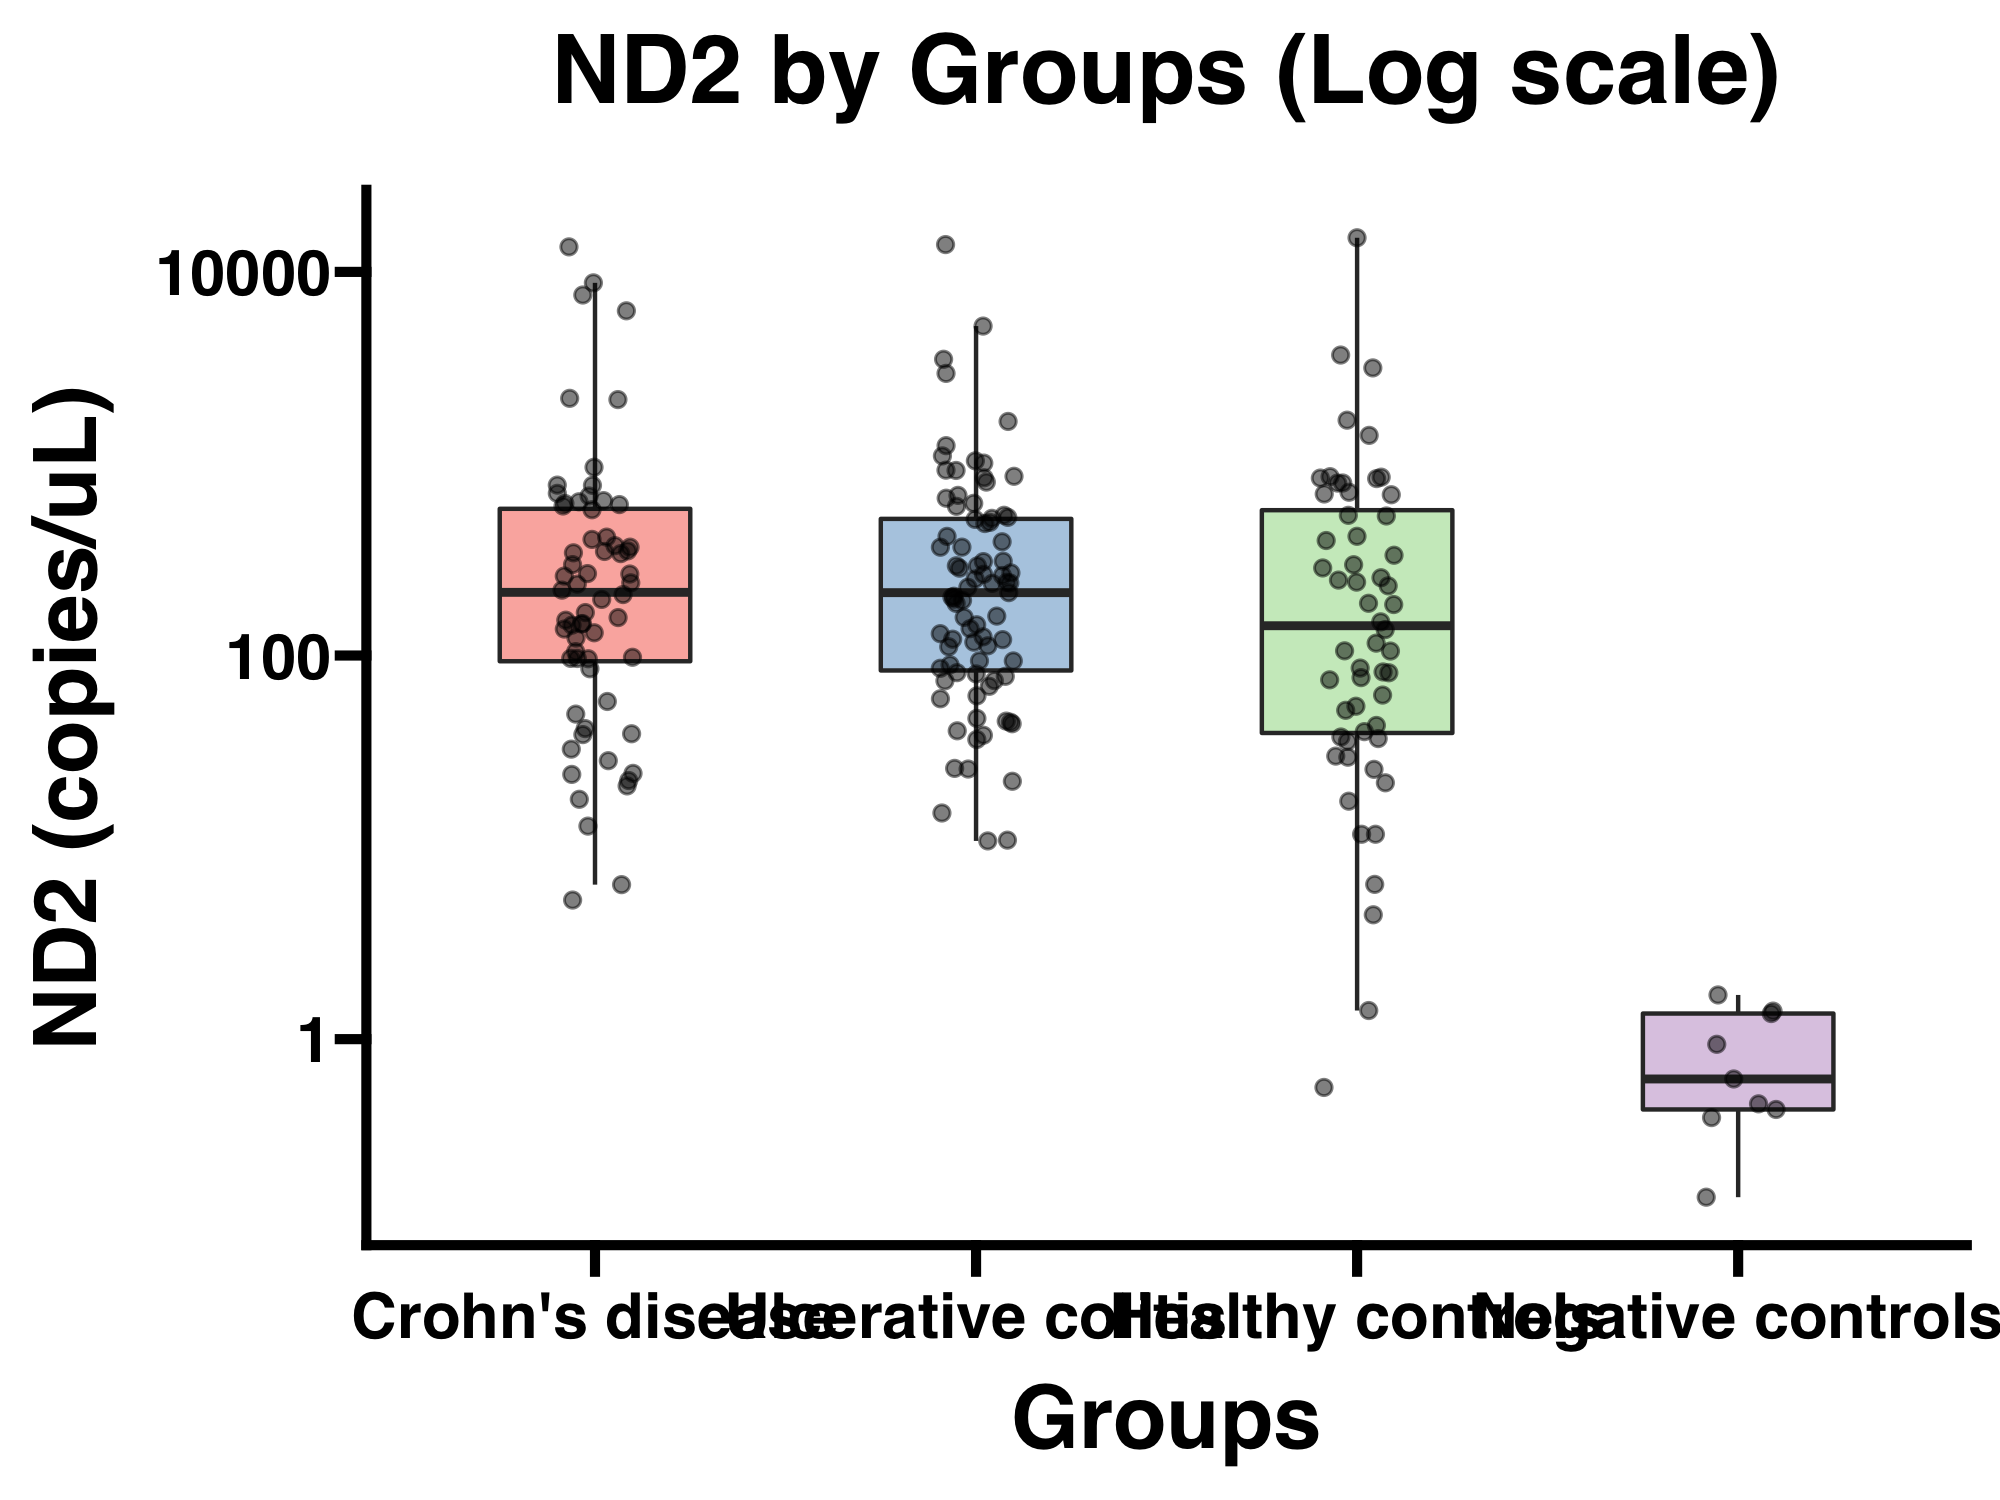 ND2 by Groups (Log scale)
ND2 (copies/uL)
10000
100
1
Crohn's disease Ulcerative colitis Healthy controls Negative controls
Groups